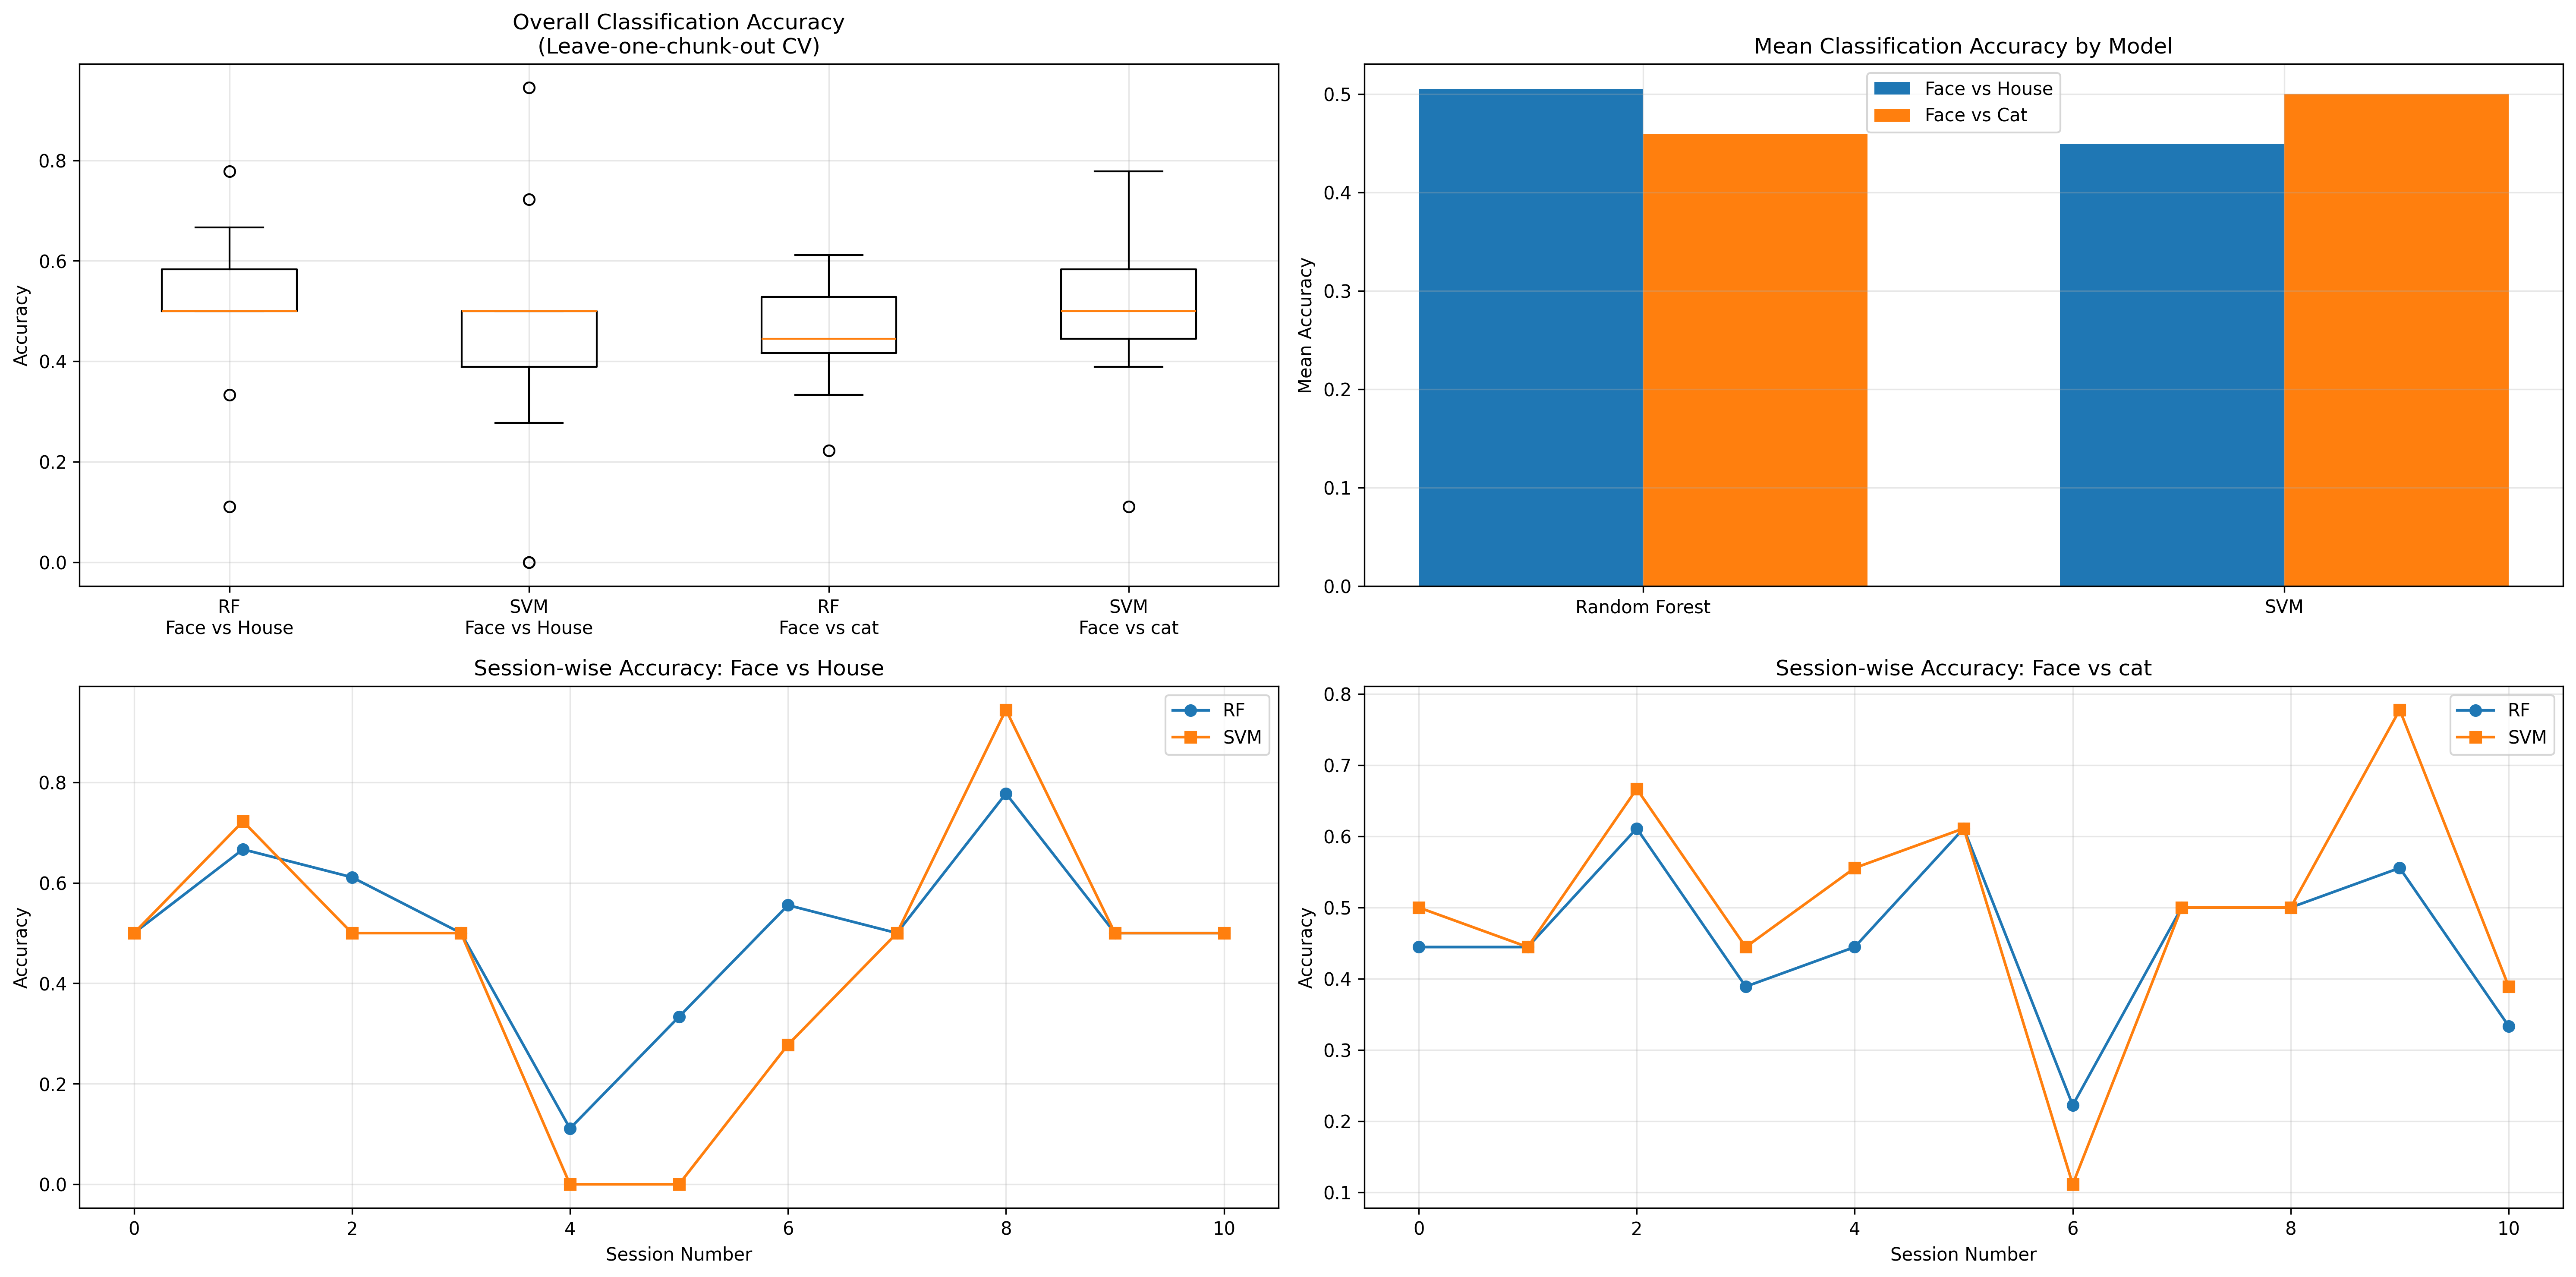 Overall Classification Accuracy
(Leave-one-chunk-out CV)
Accuracy
0.8
0.6
0.4
0.2
0.0
RF
Face vs House
SVM
Face vs House
RF
Face vs cat
SVM
Face vs cat
Mean Classification Accuracy by Model
Face vs House
Face vs Cat
Mean Accuracy
0.5
0.4
0.3
0.2
0.1
0.0
Random Forest
SVM
Session-wise Accuracy: Face vs House
RF
SVM
Accuracy
0.8
0.6
0.4
0.2
0.0
0 2 4 6 8 10
Session Number
Session-wise Accuracy: Face vs cat
RF
SVM
Accuracy
0.8
0.7
0.6
0.5
0.4
0.3
0.2
0.1
0 2 4 6 8 10
Session Number